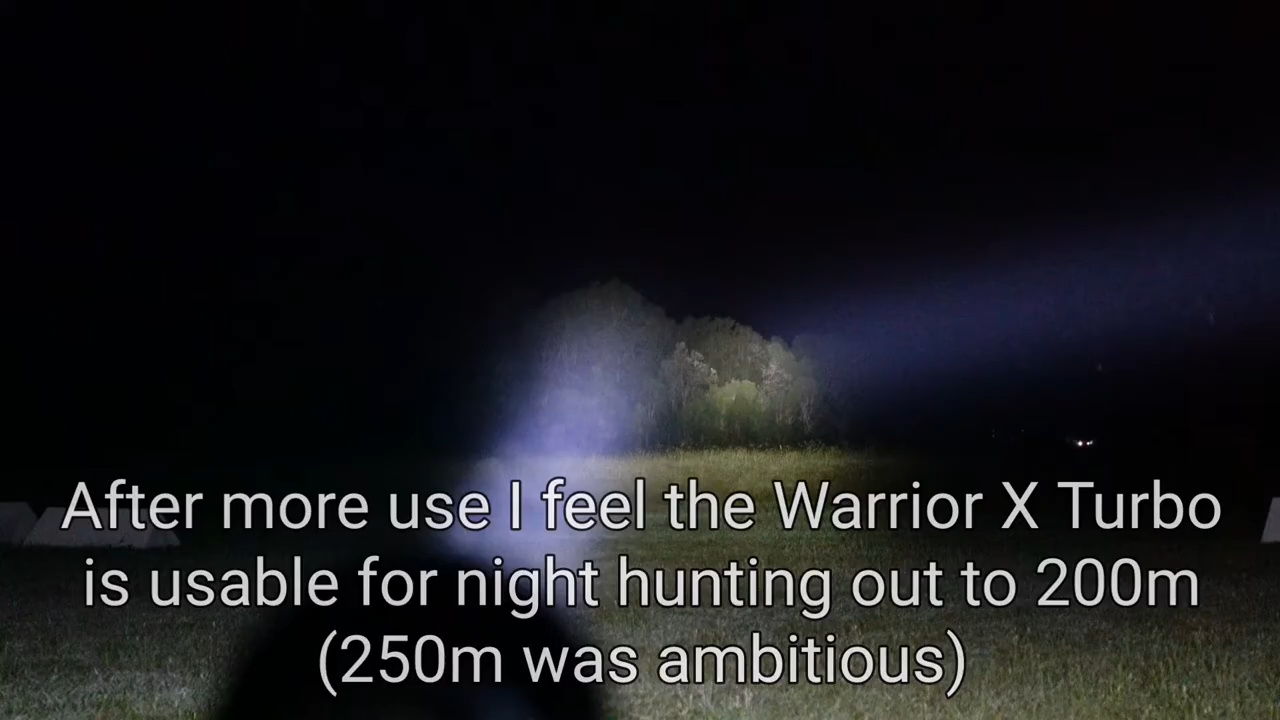 After more use I feel the Warrior X Turbo
is usable for night hunting out to 200m
(250m was ambitious)